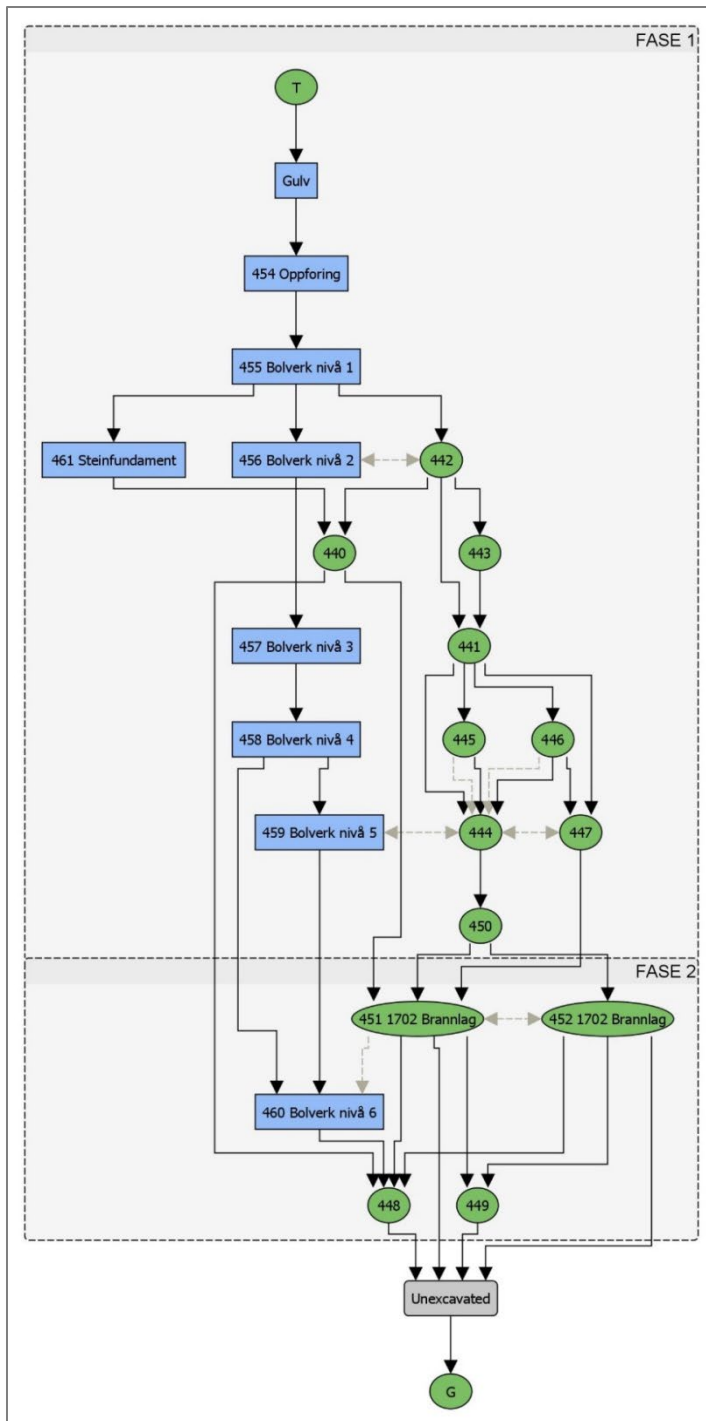 FASE 1
T
Gulv
454 Oppforing
455 Bolverk nivå 1
461 Steinfundament
456 Bolverk nivå 2
442
440
443
457 Bolverk nivå 3
441
458 Bolverk nivå 4
445
446
459 Bolverk nivå 5
444
447
450
FASE 2
451 1702 Brannlag
452 1702 Brannlag
460 Bolverk nivå 6
448
449
Unexcavated
G